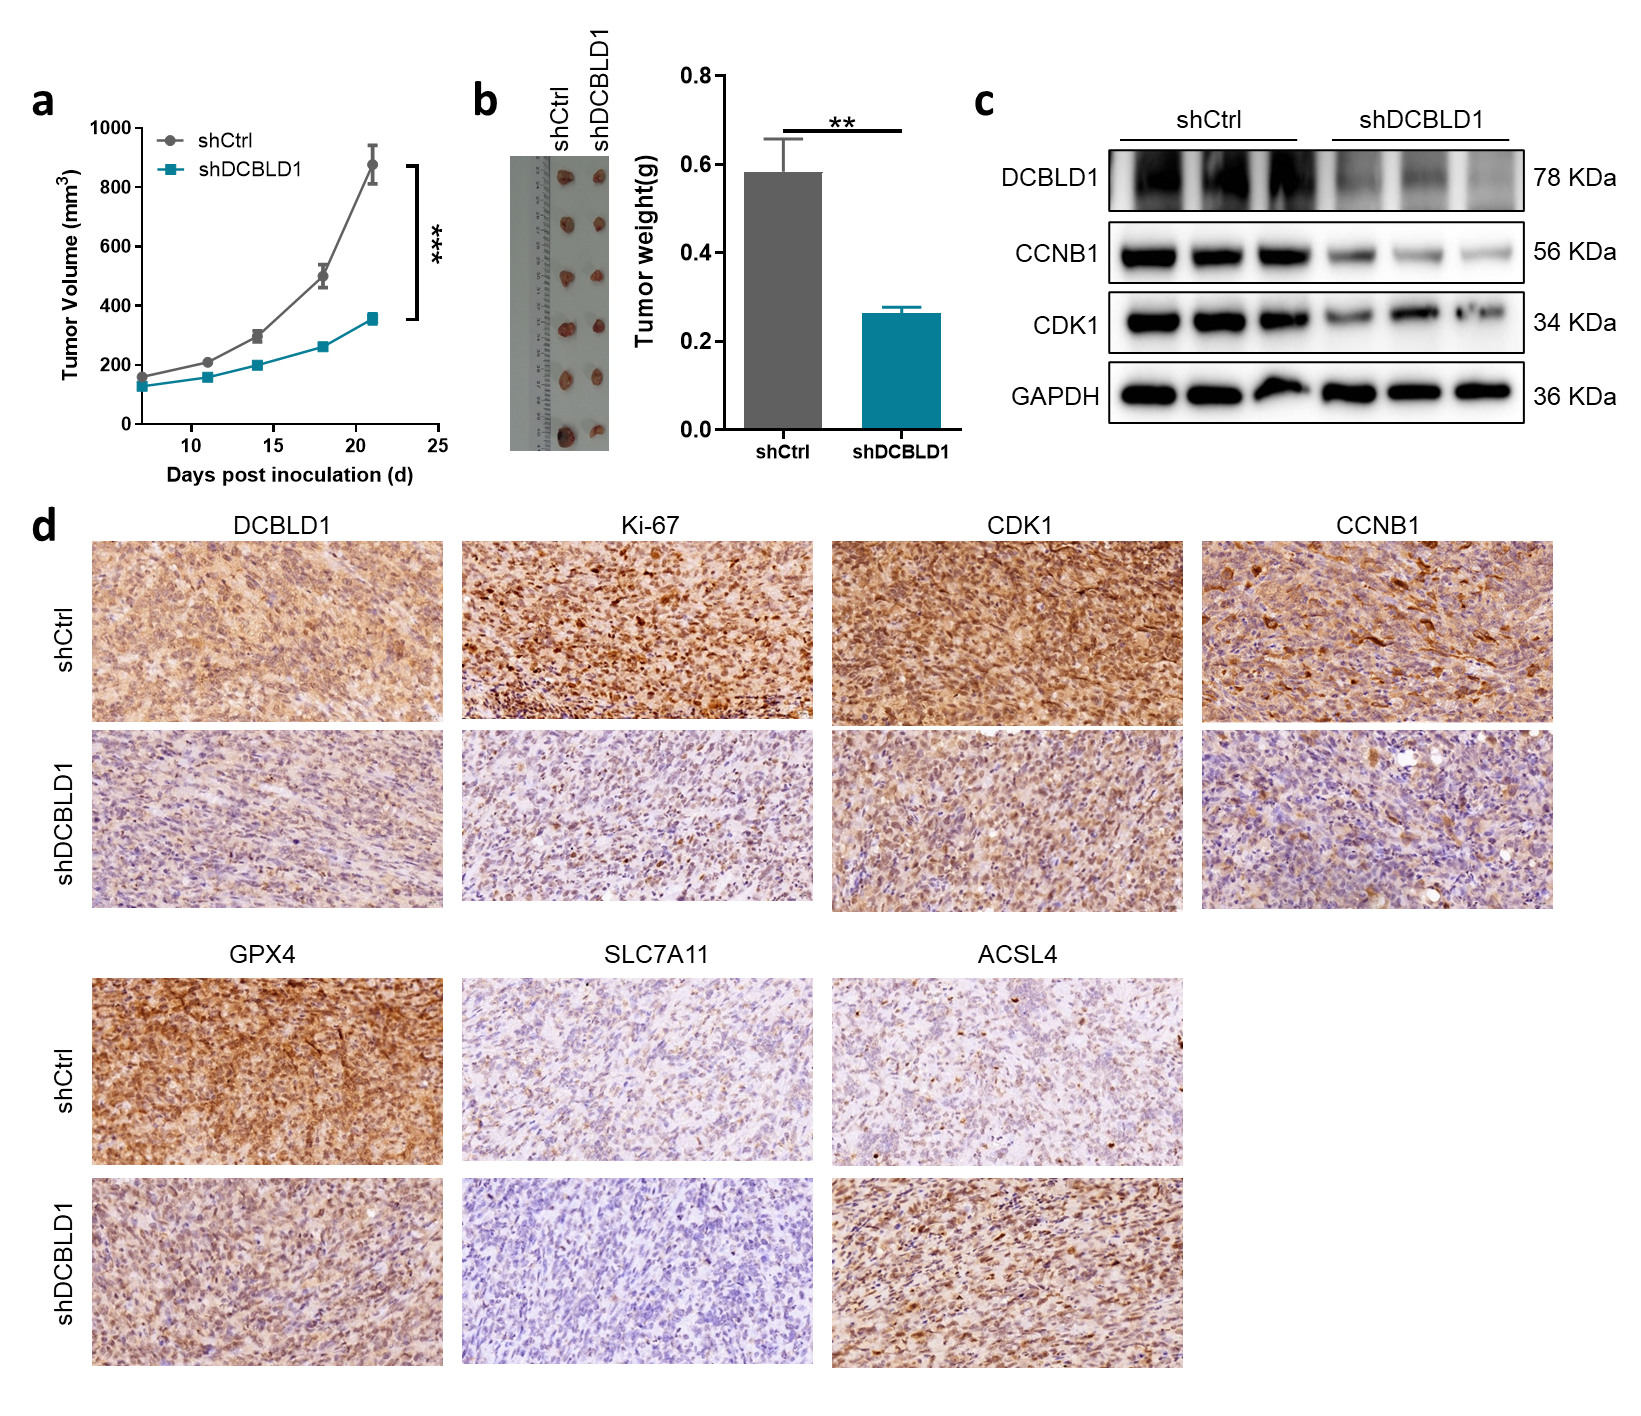 a
1000
800
600
400
200
0
Tumor Volume (mm³)
shCtrl
shDCBLD1
***
10 15 20 25
Days post inoculation (d)
b
shCtrl
shDCBLD1
Tumor weight(g)
0.8
0.6
0.4
0.2
0.0
**
shCtrl shDCBLD1
c
shCtrl shDCBLD1
DCBLD1 78 KDa
CCNB1 56 KDa
CDK1 34 KDa
GAPDH 36 KDa
d
DCBLD1 Ki-67 CDK1 CCNB1
shCtrl
shDCBLD1
GPX4 SLC7A11 ACSL4
shCtrl
shDCBLD1